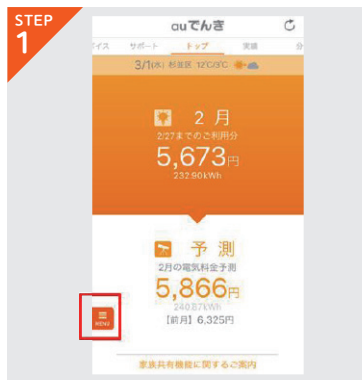 STEP
1
auでんき
イス サポート トップ 実績 分
3/1(水) 杉並区 12℃/3℃
2月
2/27までのご利用分
5,673円
232.90kWh
予測
2月の電気料金予測
5,866円
240.87kWh
【前月】6,325円
MENU
家族共有機能に関するご案内